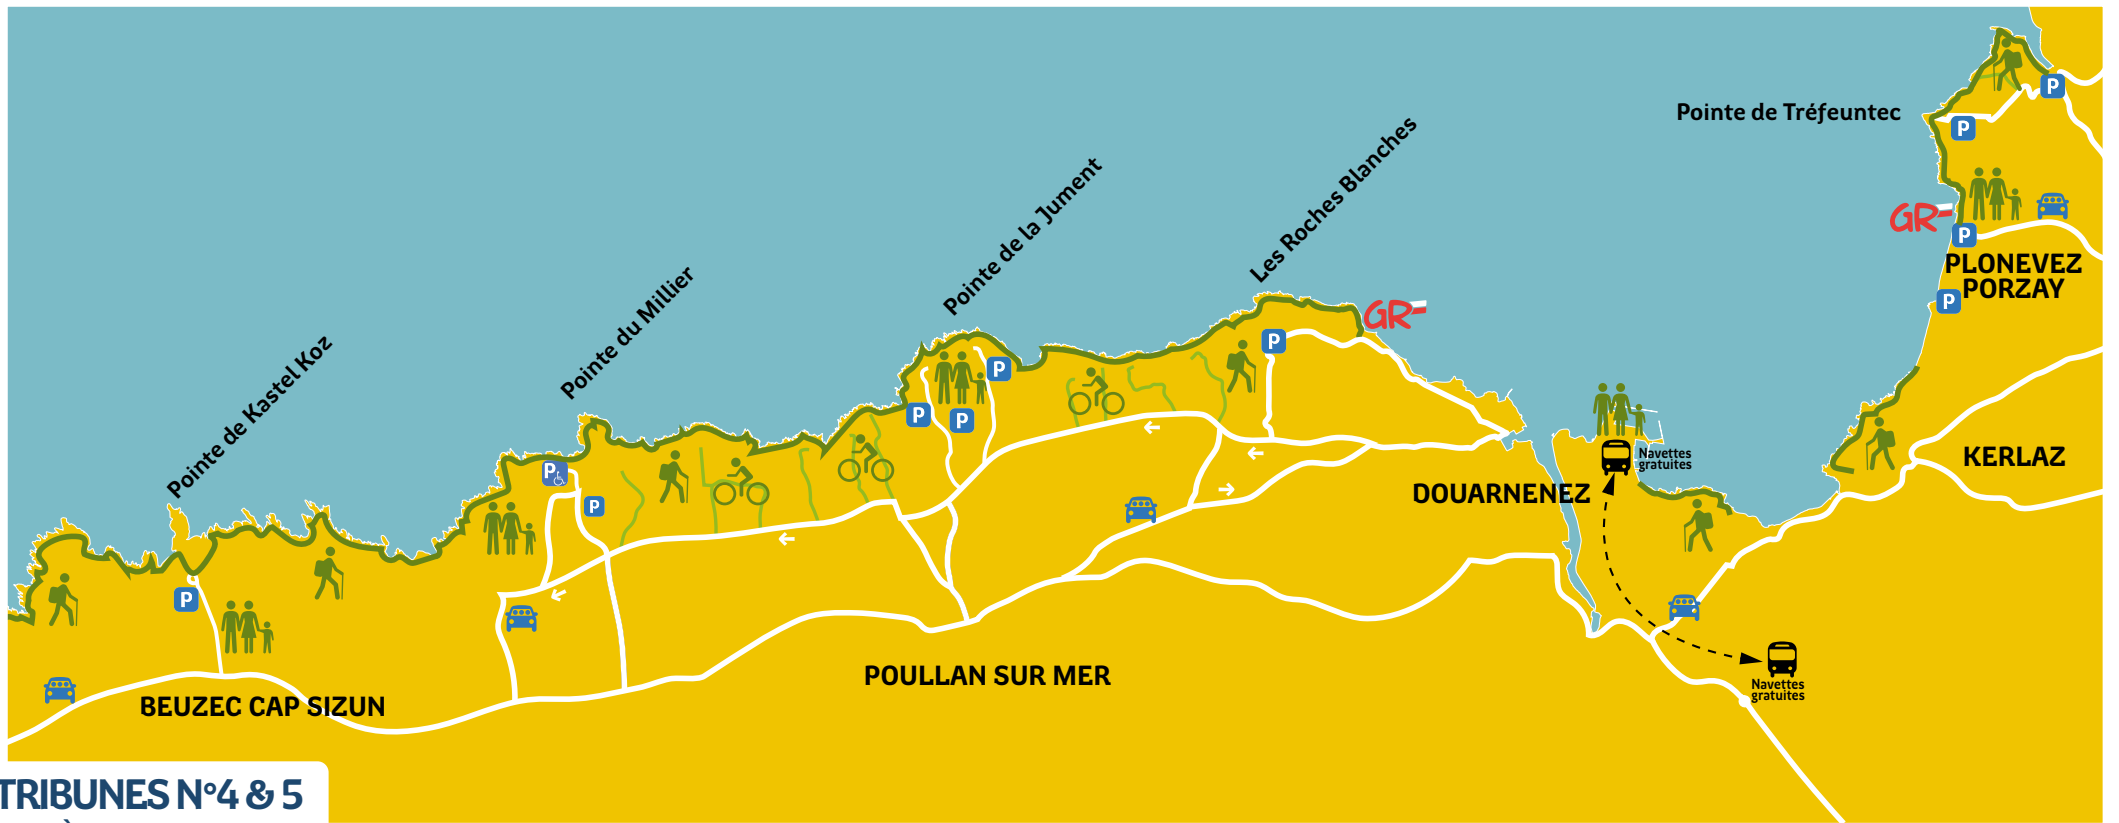 Pointe de Tréfeuntec
P
P
Les Roches Blanches
Pointe de la Jument
GR
P
PLONEVEZ
PORZAY
P
Pointe du Millier
GR
P
Pointe de Kastel Koz
P
P
P
Navettes
gratuites
KERLAZ
P
DOUARNENEZ
P
P
POULLAN SUR MER
Navettes
gratuites
BEUZEC CAP SIZUN
TRIBUNES N°4 & 5